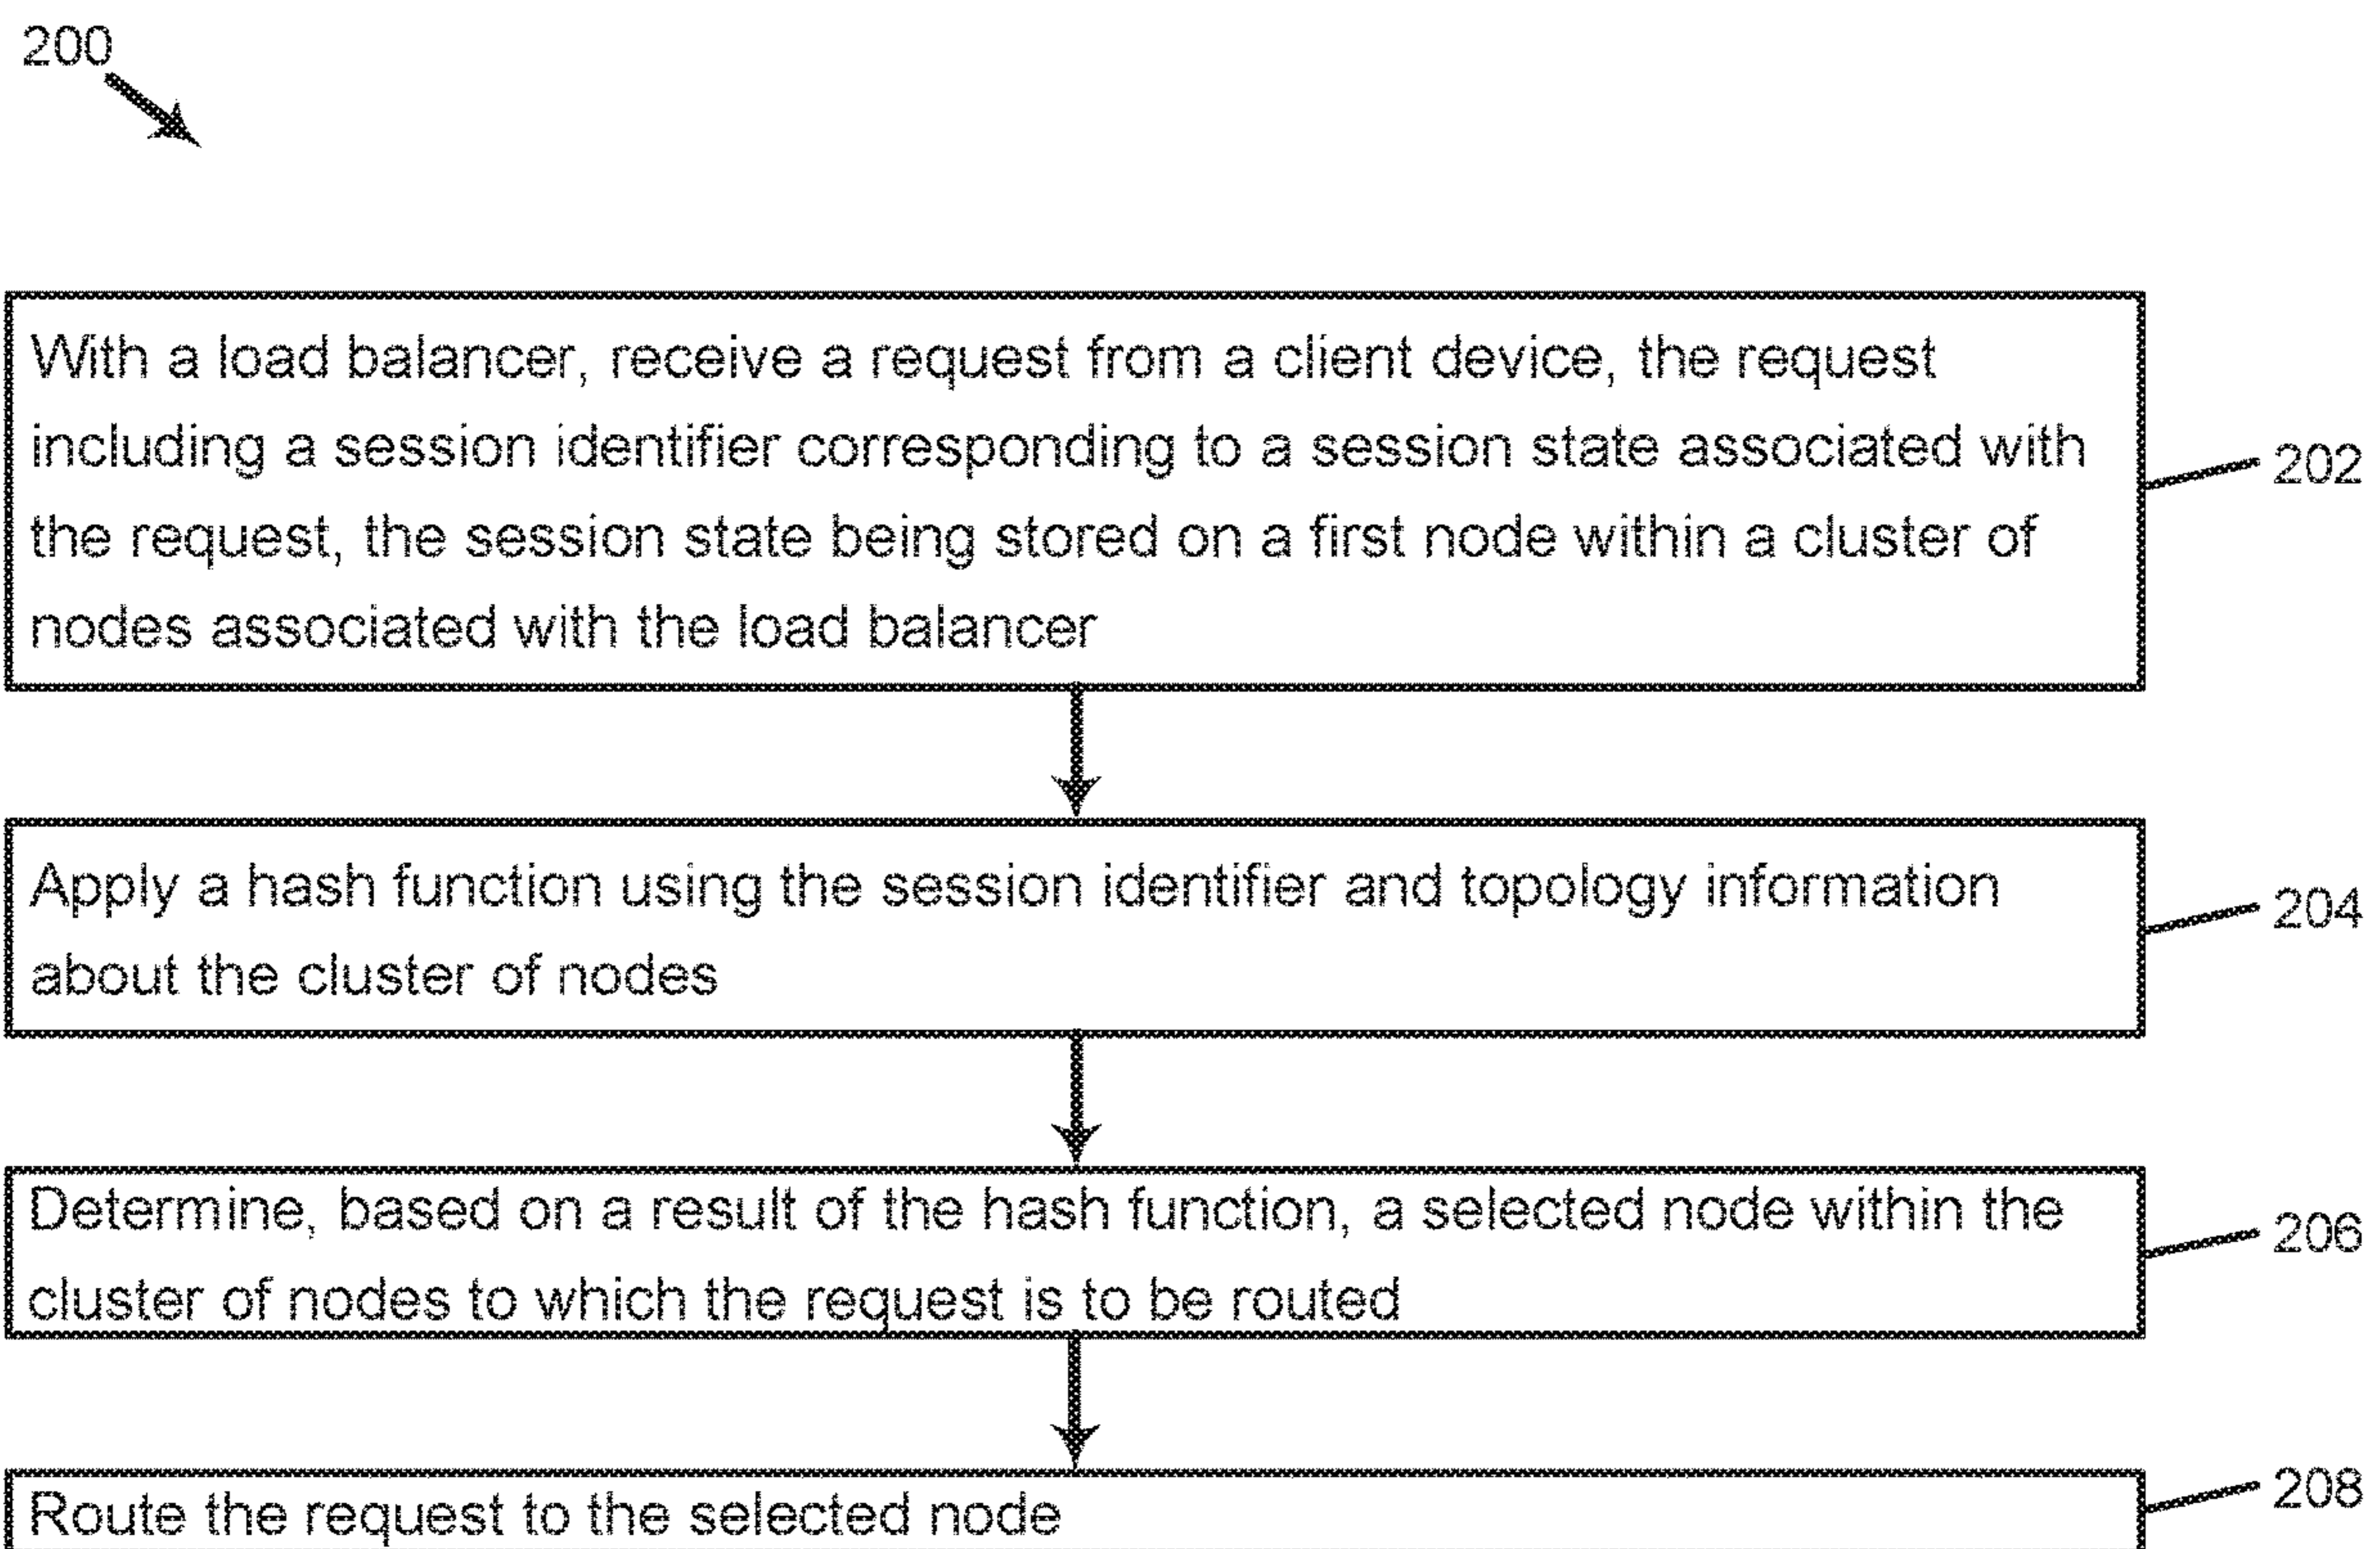 200
With a load balancer, receive a request from a client device, the request
including a session identifier corresponding to a session state associated with
the request, the session state being stored on a first node within a cluster of
nodes associated with the load balancer
202
Apply a hash function using the session identifier and topology information
about the cluster of nodes
204
Determine, based on a result of the hash function, a selected node within the
cluster of nodes to which the request is to be routed
206
Route the request to the selected node
208